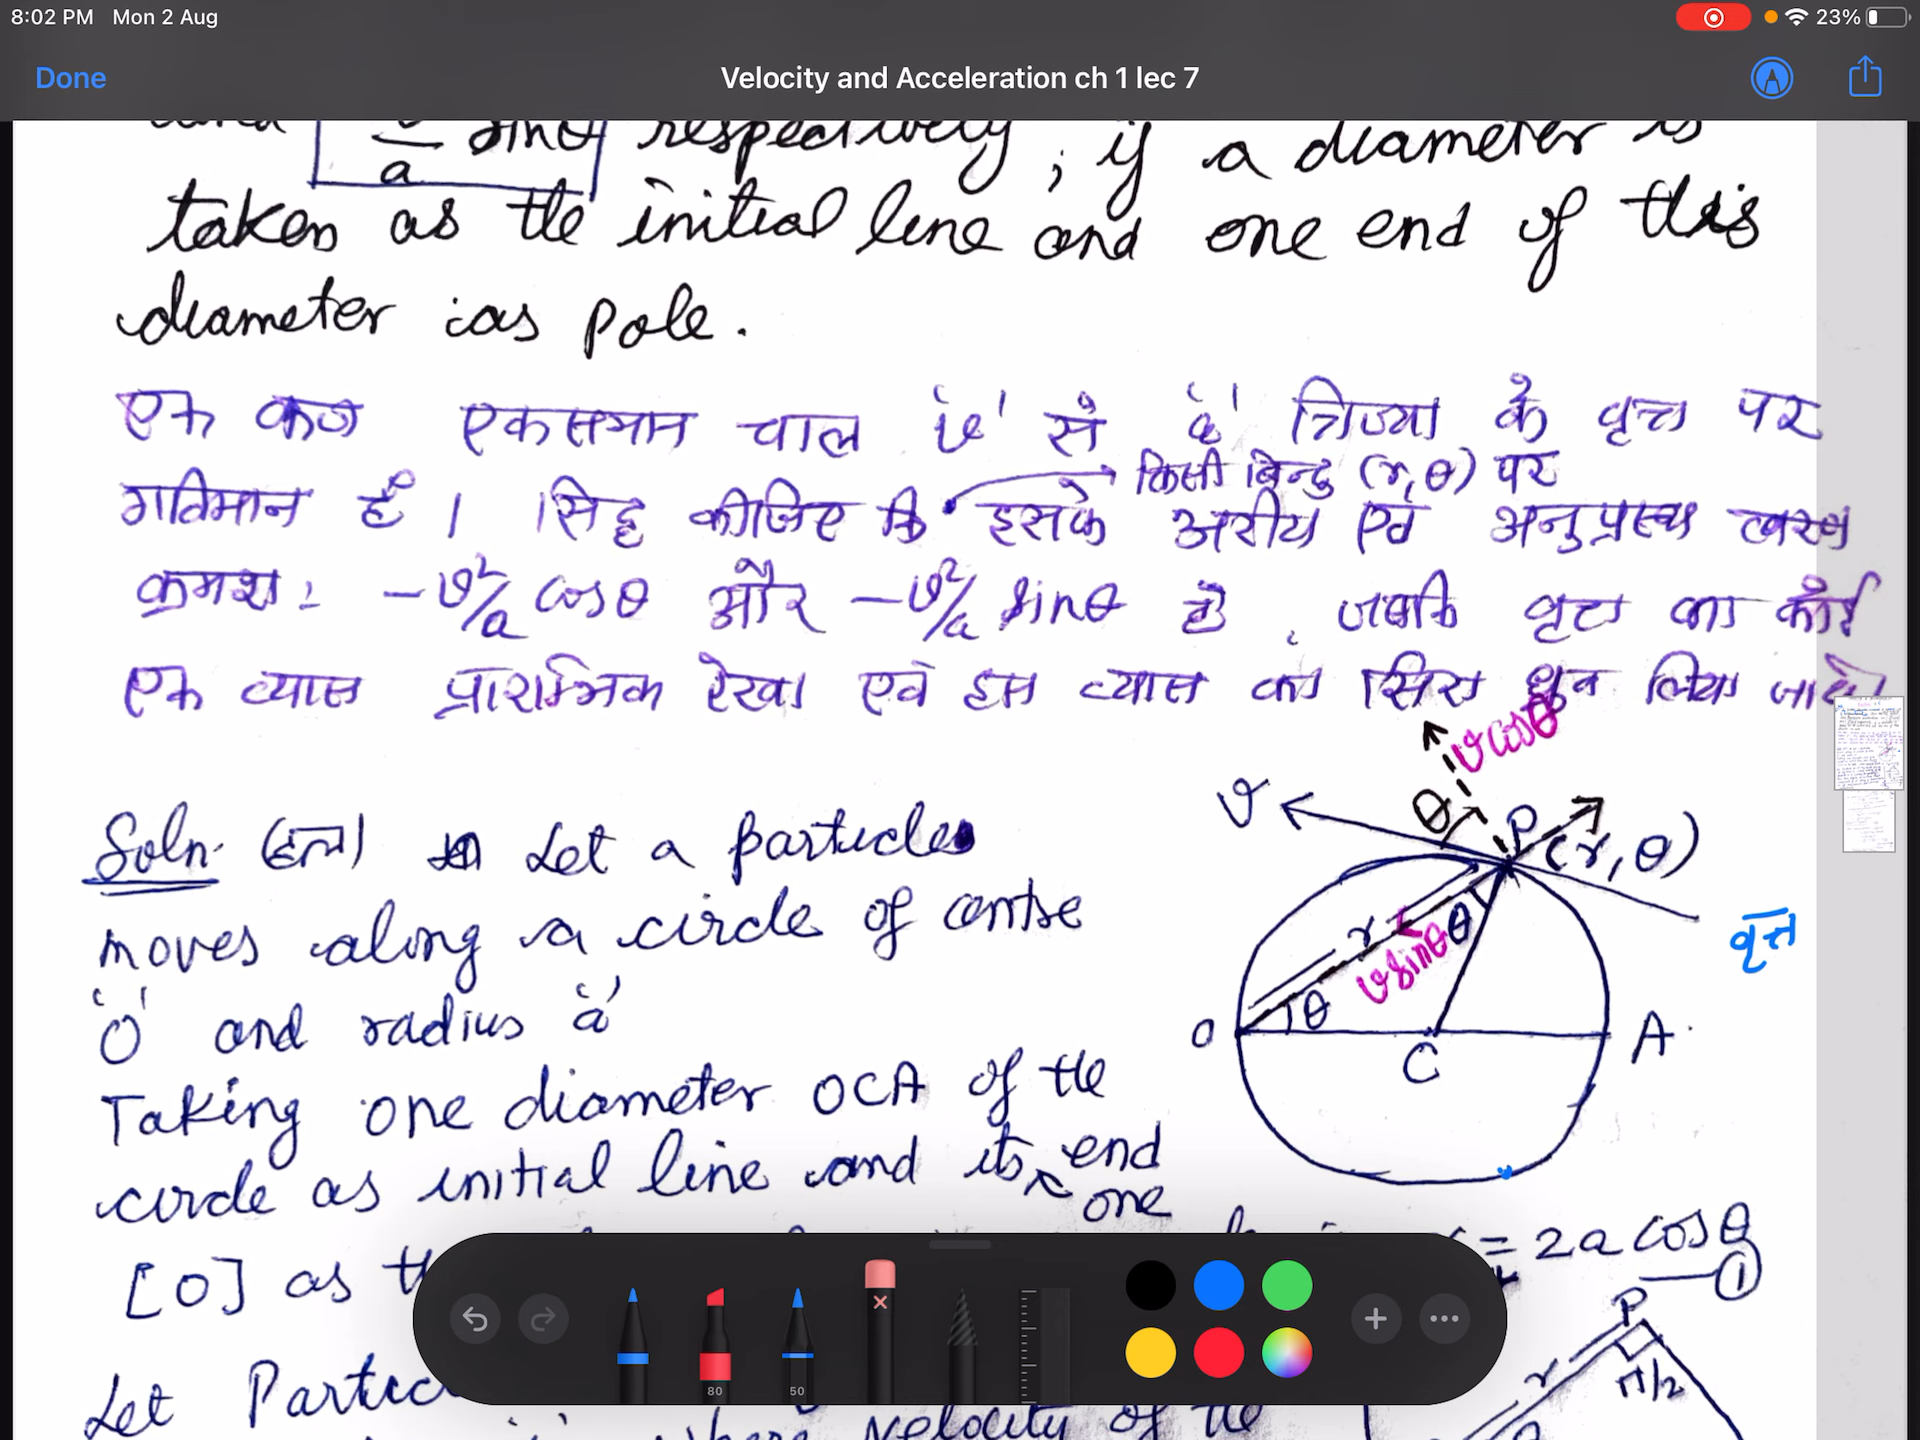 8:02 PM Mon 2 Aug
23%
Done
Velocity and Acceleration ch 1 lec 7
a sinθ respectively ; if a diameter is
taken as the initial line and one end of this
diameter as pole.
एक कण एकसमान चाल 'v' से 'a' त्रिज्या के वृत्त पर
किसी बिन्दु (r, θ) पर
गतिमान है। सिद्ध कीजिए कि इसके अरीय एवं अनुप्रस्थ त्वरण
क्रमशः -v²/a cosθ और -v²/a sinθ है, जबकि वृत्त का कोई
एक व्यास प्रारम्भिक रेखा एवं इस व्यास का सिरा ध्रुव लिया जाये।
v cosθ
v
θ
P
(r, θ)
r
v sinθ
θ
θ
O
C
A
वृत्त
Soln. (हल) Let a particle
moves along a circle of centre
'O' and radius 'a'
Taking one diameter OCA of the
circle as initial line and its one end
[O] as
= 2a cosθ
①
P
r
π/2
80
50
Let
velocity of the